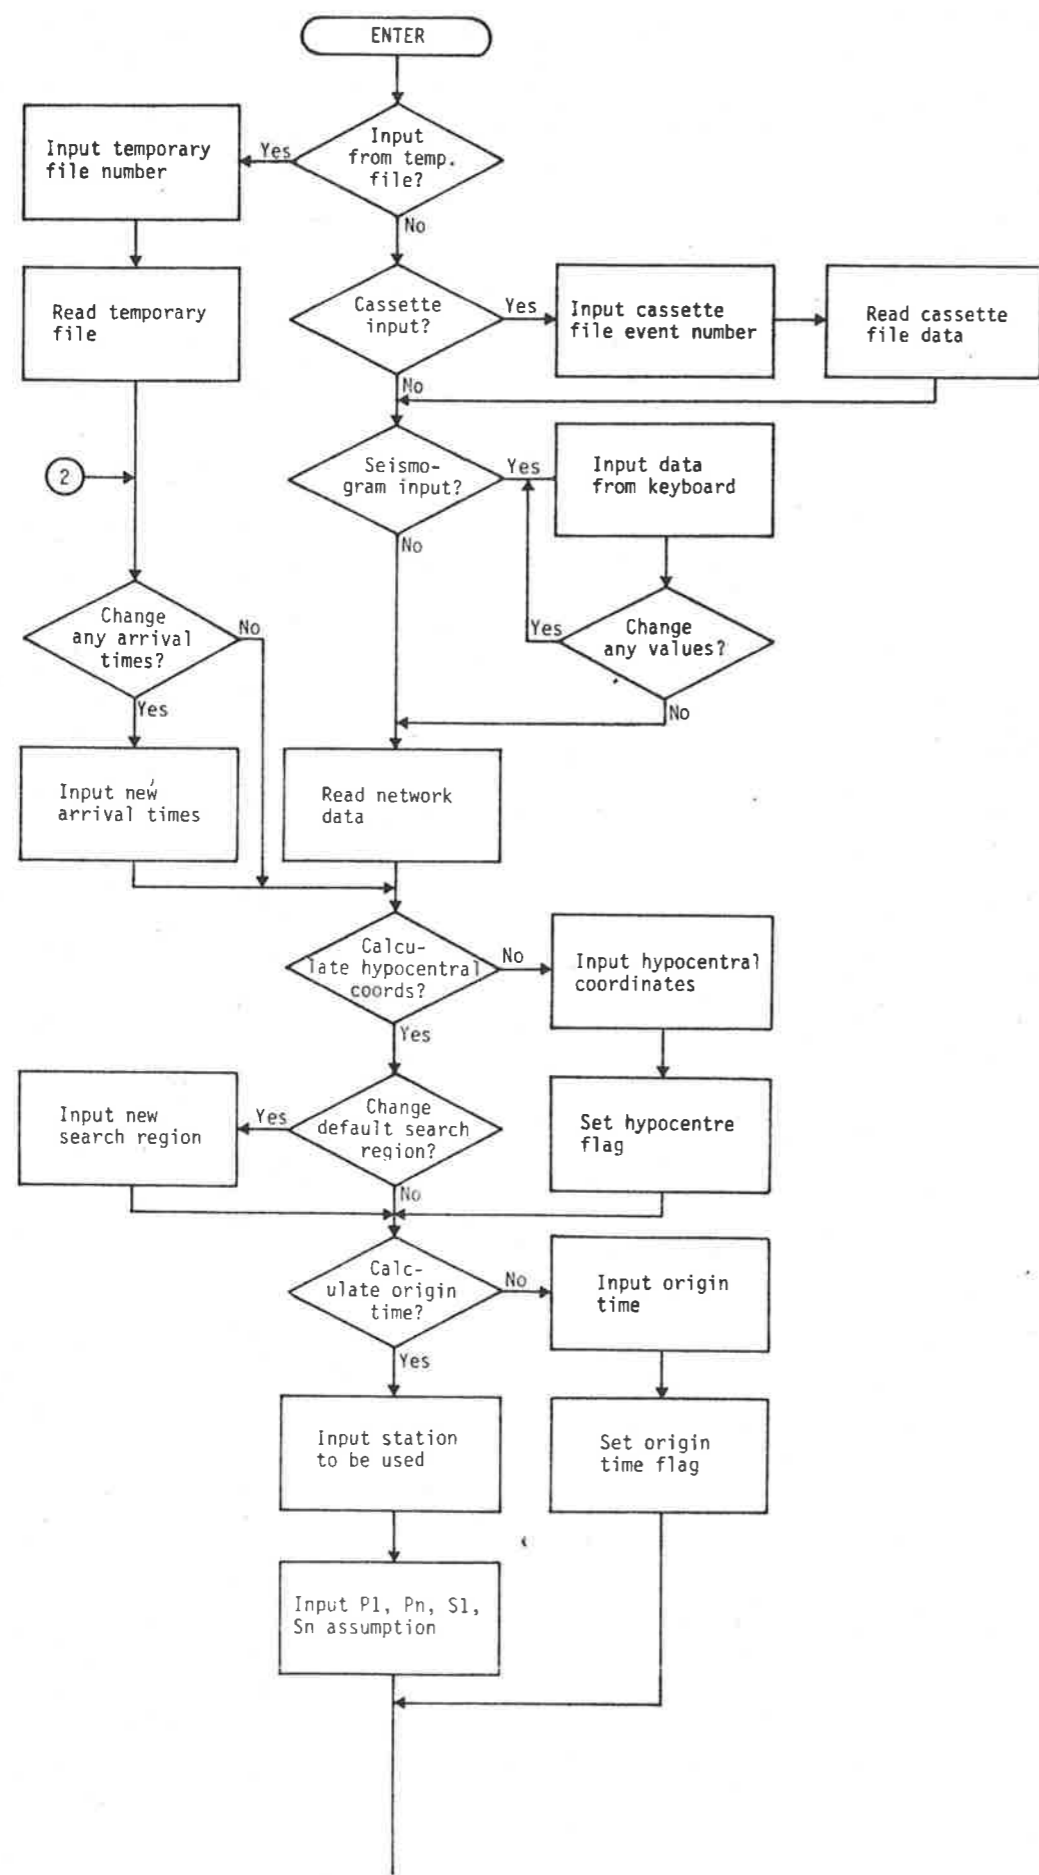 ENTER
Input
from temp.
file?
Yes
No
Input temporary
file number
Read temporary
file
Cassette
input?
Yes
No
Input cassette
file event number
Read cassette
file data
2
Seismo-
gram input?
Yes
No
Input data
from keyboard
Change
any values?
Yes
No
Change
any arrival
times?
No
Yes
Input new
arrival times
Read network
data
Calcu-
late hypocentral
coords?
No
Yes
Input hypocentral
coordinates
Set hypocentre
flag
Change
default search
region?
Yes
No
Input new
search region
Calc-
ulate origin
time?
No
Yes
Input origin
time
Set origin
time flag
Input station
to be used
Input P1, Pn, S1,
Sn assumption